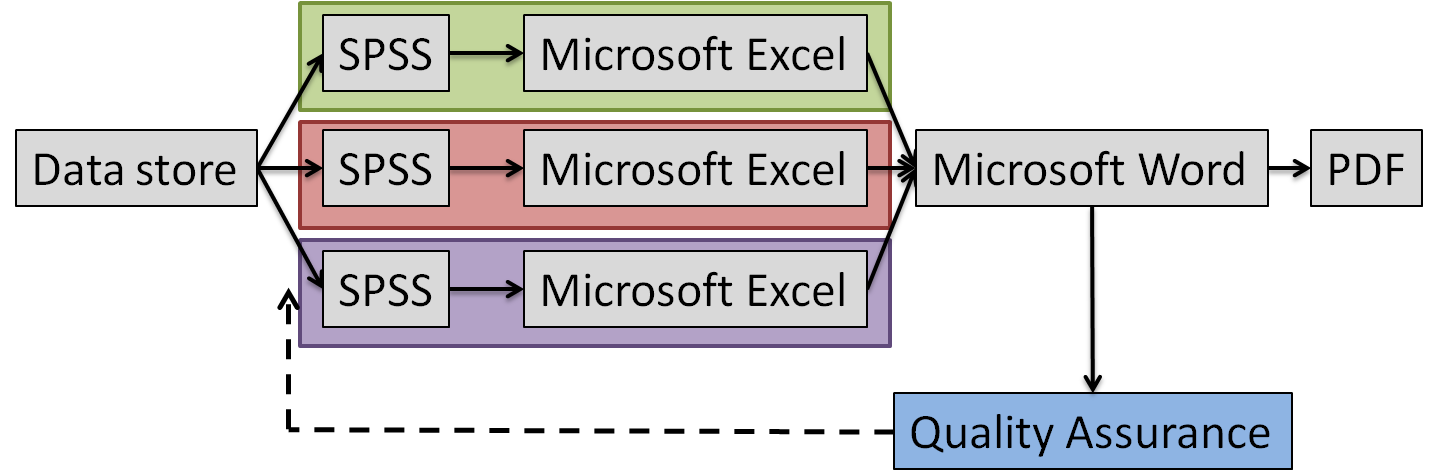 SPSS
Microsoft Excel
Data store
SPSS
Microsoft Excel
Microsoft Word
PDF
SPSS
Microsoft Excel
Quality Assurance